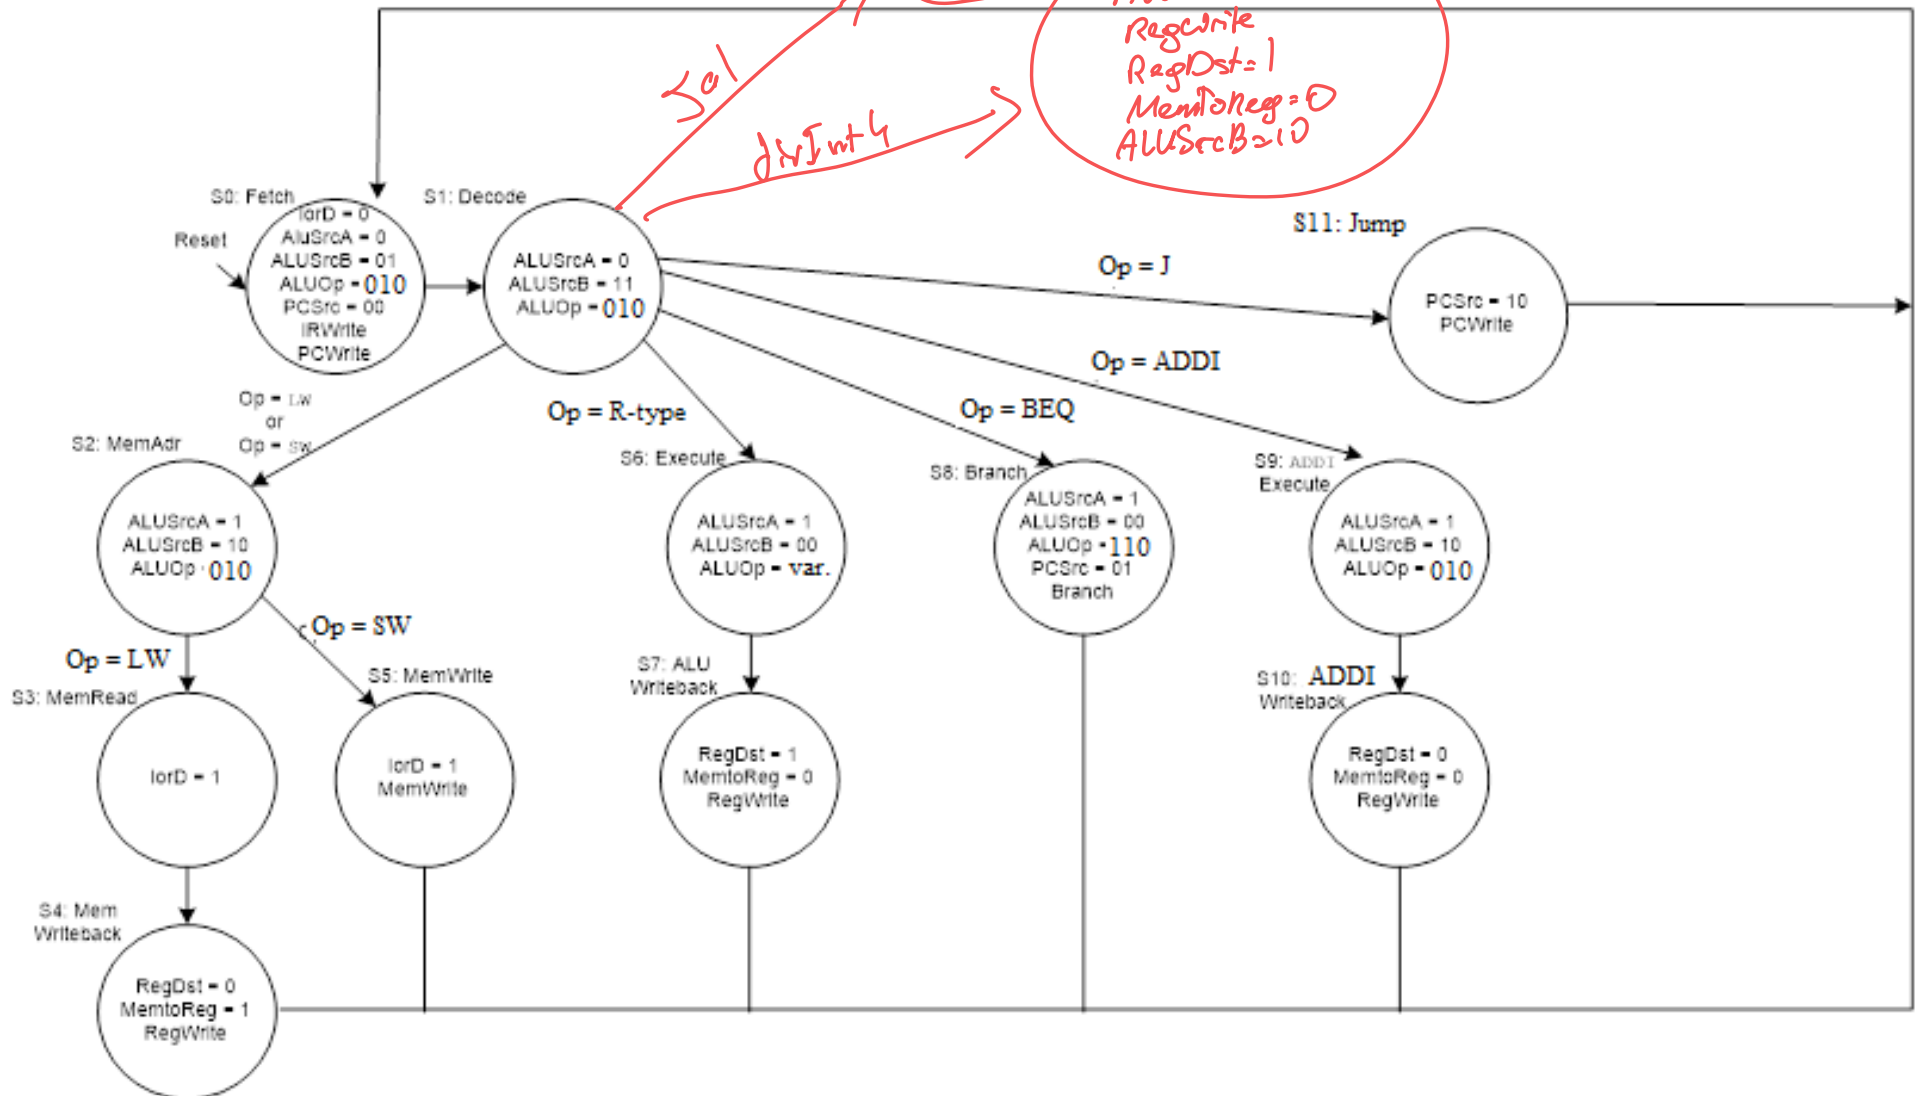 RegWrite
RegDst=1
MemToReg=0
ALUSrcB=10
Jal
divInt4
S0: Fetch
S1: Decode
Reset
IorD = 0
AluSrcA = 0
ALUSrcB = 01
ALUOp = 010
PCSrc = 00
IRWrite
PCWrite
ALUSrcA = 0
ALUSrcB = 11
ALUOp = 010
S11: Jump
Op = J
PCSrc = 10
PCWrite
Op = ADDI
Op = LW
or
Op = SW
Op = R-type
Op = BEQ
S2: MemAdr
S6: Execute
S8: Branch
S9: ADDI
Execute
ALUSrcA = 1
ALUSrcB = 10
ALUOp · 010
ALUSrcA = 1
ALUSrcB = 00
ALUOp = var.
ALUSrcA = 1
ALUSrcB = 00
ALUOp = 110
PCSrc = 01
Branch
ALUSrcA = 1
ALUSrcB = 10
ALUOp = 010
Op = LW
Op = SW
S3: MemRead
S5: MemWrite
S7: ALU
Writeback
S10: ADDI
Writeback
IorD = 1
IorD = 1
MemWrite
RegDst = 1
MemtoReg = 0
RegWrite
RegDst = 0
MemtoReg = 0
RegWrite
S4: Mem
Writeback
RegDst = 0
MemtoReg = 1
RegWrite